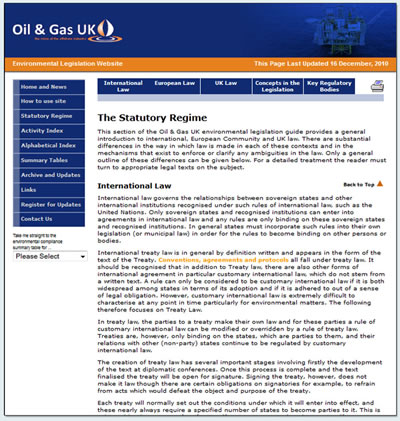 Oil & Gas UK
the voice of the offshore industry
Environmental Legislation Website
This Page Last Updated 16 December, 2010
Home and News
How to use site
Statutory Regime
Activity Index
Alphabetical Index
Summary Tables
Archive and Updates
Links
Register for Updates
Contact Us
Take me straight to the
environmental compliance
summary table for ...
Please Select
International
Law
European Law
UK Law
Concepts in the
Legislation
Key Regulatory
Bodies
The Statutory Regime
This section of the Oil & Gas UK environmental legislation guide provides a general
introduction to international, European Community and UK law. There are substantial
differences in the way in which law is made in each of these contexts and in the
mechanisms that exist to enforce or clarify any ambiguities in the law. Only a general
outline of these differences can be given below. For a detailed treatment the reader must
turn to appropriate legal texts on the subject.
International Law
Back to Top
International law governs the relationships between sovereign states and other
international institutions recognised under such rules of international law, such as the
United Nations. Only sovereign states and recognised institutions can enter into
agreements in international law and any rules are only binding on these sovereign states
and recognised institutions. In general states must incorporate such rules into their own
legislation (or municipal law) in order for the rules to become binding on other persons or
bodies.
International treaty law is in general by definition written and appears in the form of
the text of the Treaty. Conventions, agreements and protocols all fall under treaty law. It
should be recognised that in addition to Treaty law, there are also other forms of
international agreement in particular customary international law, which do not stem from
a written text. A rule can only be considered to be customary international law if it is both
widespread among states in terms of its adoption and if it is adhered to out of a sense
of legal obligation. However, customary international law is extremely difficult to
characterise at any point in time particularly for environmental matters. The following
therefore focuses on Treaty Law.
In treaty law, the parties to a treaty make their own law and for these parties a rule of
customary international law can be modified or overridden by a rule of treaty law.
Treaties are, however, only binding on the states, which are parties to them, and their
relations with other (non-party) states continue to be regulated by customary
international law.
The creation of treaty law has several important stages involving firstly the development
of the text at diplomatic conferences. Once this process is complete and the text
finalised the treaty will be open for signature. Signing the treaty, however, does not
make it law though there are certain obligations on signatories for example, to refrain
from acts which would defeat the object and purpose of the treaty.
Each treaty will normally set out the conditions under which it will enter into effect, and
these nearly always require a specified number of states to become parties to it. This is